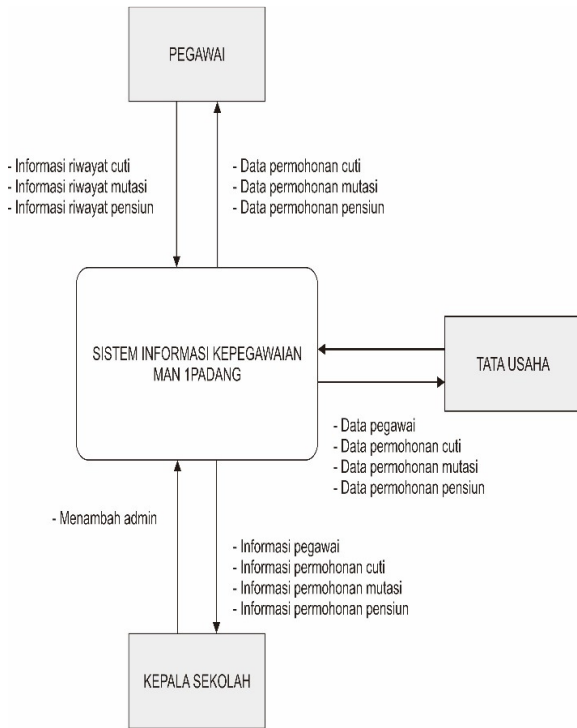 PEGAWAI
- Informasi riwayat cuti
- Informasi riwayat mutasi
- Informasi riwayat pensiun
- Data permohonan cuti
- Data permohonan mutasi
- Data permohonan pensiun
SISTEM INFORMASI KEPEGAWAIAN
MAN 1PADANG
TATA USAHA
- Data pegawai
- Data permohonan cuti
- Data permohonan mutasi
- Data permohonan pensiun
- Menambah admin
- Informasi pegawai
- Informasi permohonan cuti
- Informasi permohonan mutasi
- Informasi permohonan pensiun
KEPALA SEKOLAH